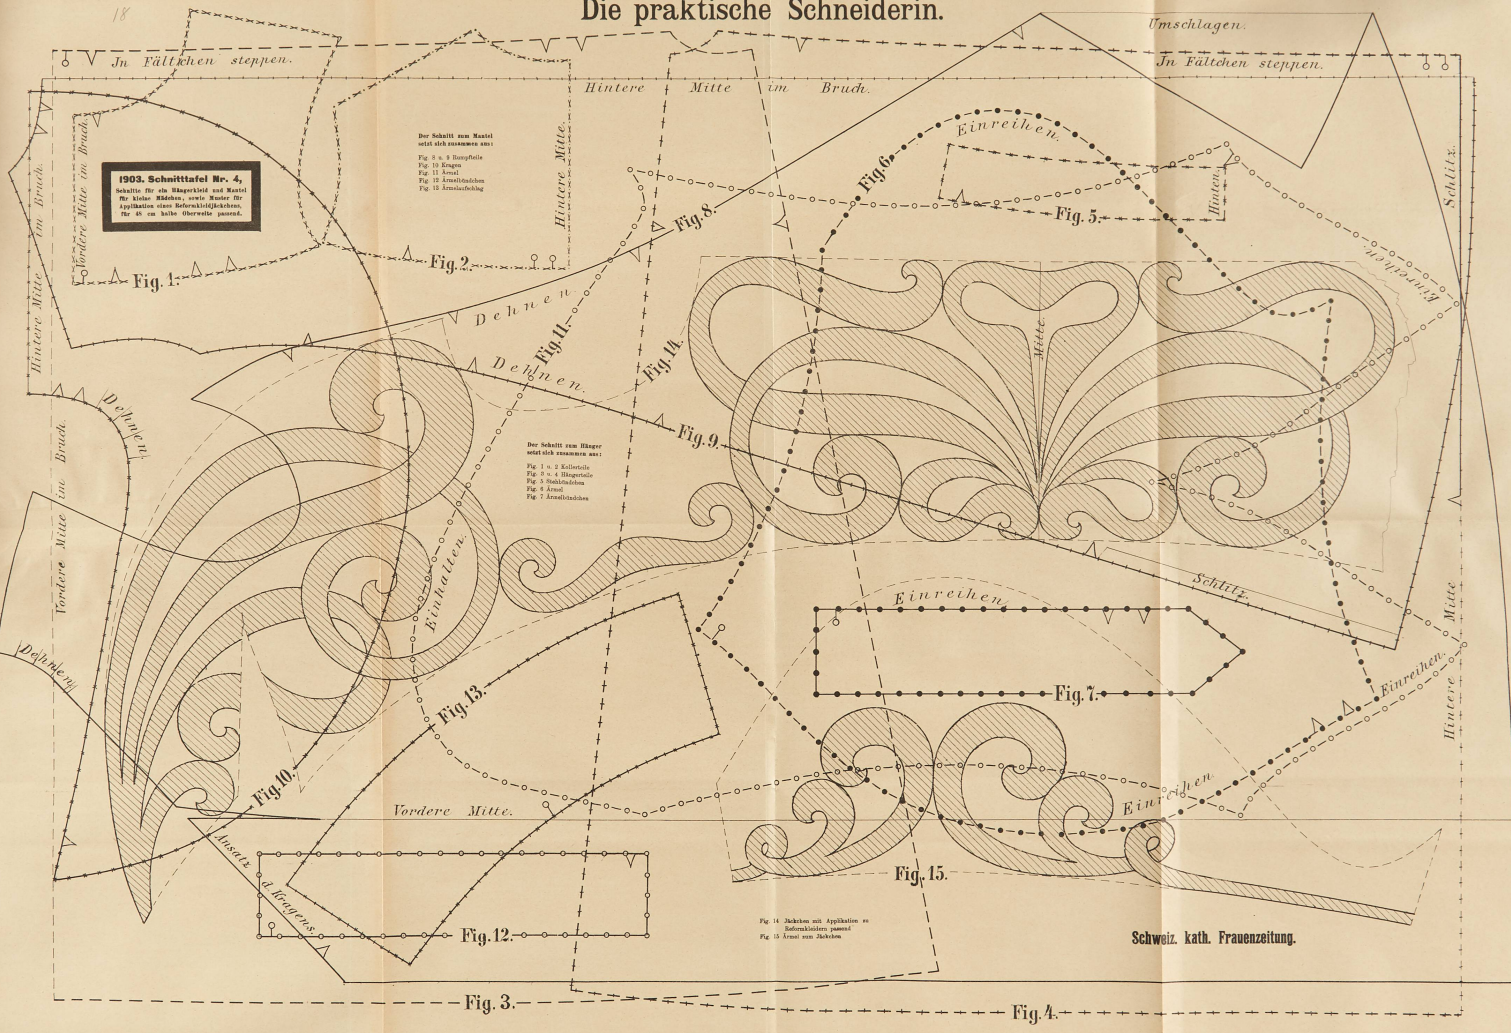 18
Die praktische Schneiderin.
Umschlagen.
Jn Fältchen steppen.
Jn Fältchen steppen.
Hintere Mitte im Bruch.
Vordere Mitte im Bruch.
Hintere Mitte im Bruch.
1903. Schnitttafel Nr. 4,
Schnitte für ein Hängerkleid und Mantel
für kleine Mädchen, sowie Muster für
Applikation eines Reformkleidjäckchens,
für 48 cm halbe Oberweite passend.
Der Schnitt zum Mantel
setzt sich zusammen aus:
Fig. 8 u. 9 Rumpfteile
Fig. 10 Kragen
Fig. 11 Ärmel
Fig. 12 Ärmelbündchen
Fig. 13 Ärmelaufschlag
Hintere Mitte.
Einreihen.
Fig. 6.
Fig. 5.
Hinten.
Schlitz.
Fig. 8.
Fig. 1.
Fig. 2.
Einreihen.
Dehnen.
Fig. 11.
Fig. 14.
Mitte.
Dehnen.
Dehnen.
Fig. 9.
Vordere Mitte im Bruch.
Der Schnitt zum Hänger
setzt sich zusammen aus:
Fig. 1 u. 2 Kollerteile
Fig. 3 u. 4 Hängerteile
Fig. 5 Stehbündchen
Fig. 6 Ärmel
Fig. 7 Ärmelbündchen
Einhalten.
Schlitz.
Einreihen.
Hintere Mitte
Dehnen
Fig. 7.
Einreihen.
Fig. 13.
Fig. 10.
Vordere Mitte.
Einreihen.
Ansatz d. Kragens.
Fig. 15.
Fig. 12.
Fig. 14 Jäckchen mit Applikation zu
Reformkleidern passend
Fig. 15 Ärmel zum Jäckchen
Schweiz. kath. Frauenzeitung.
Fig. 3.
Fig. 4.